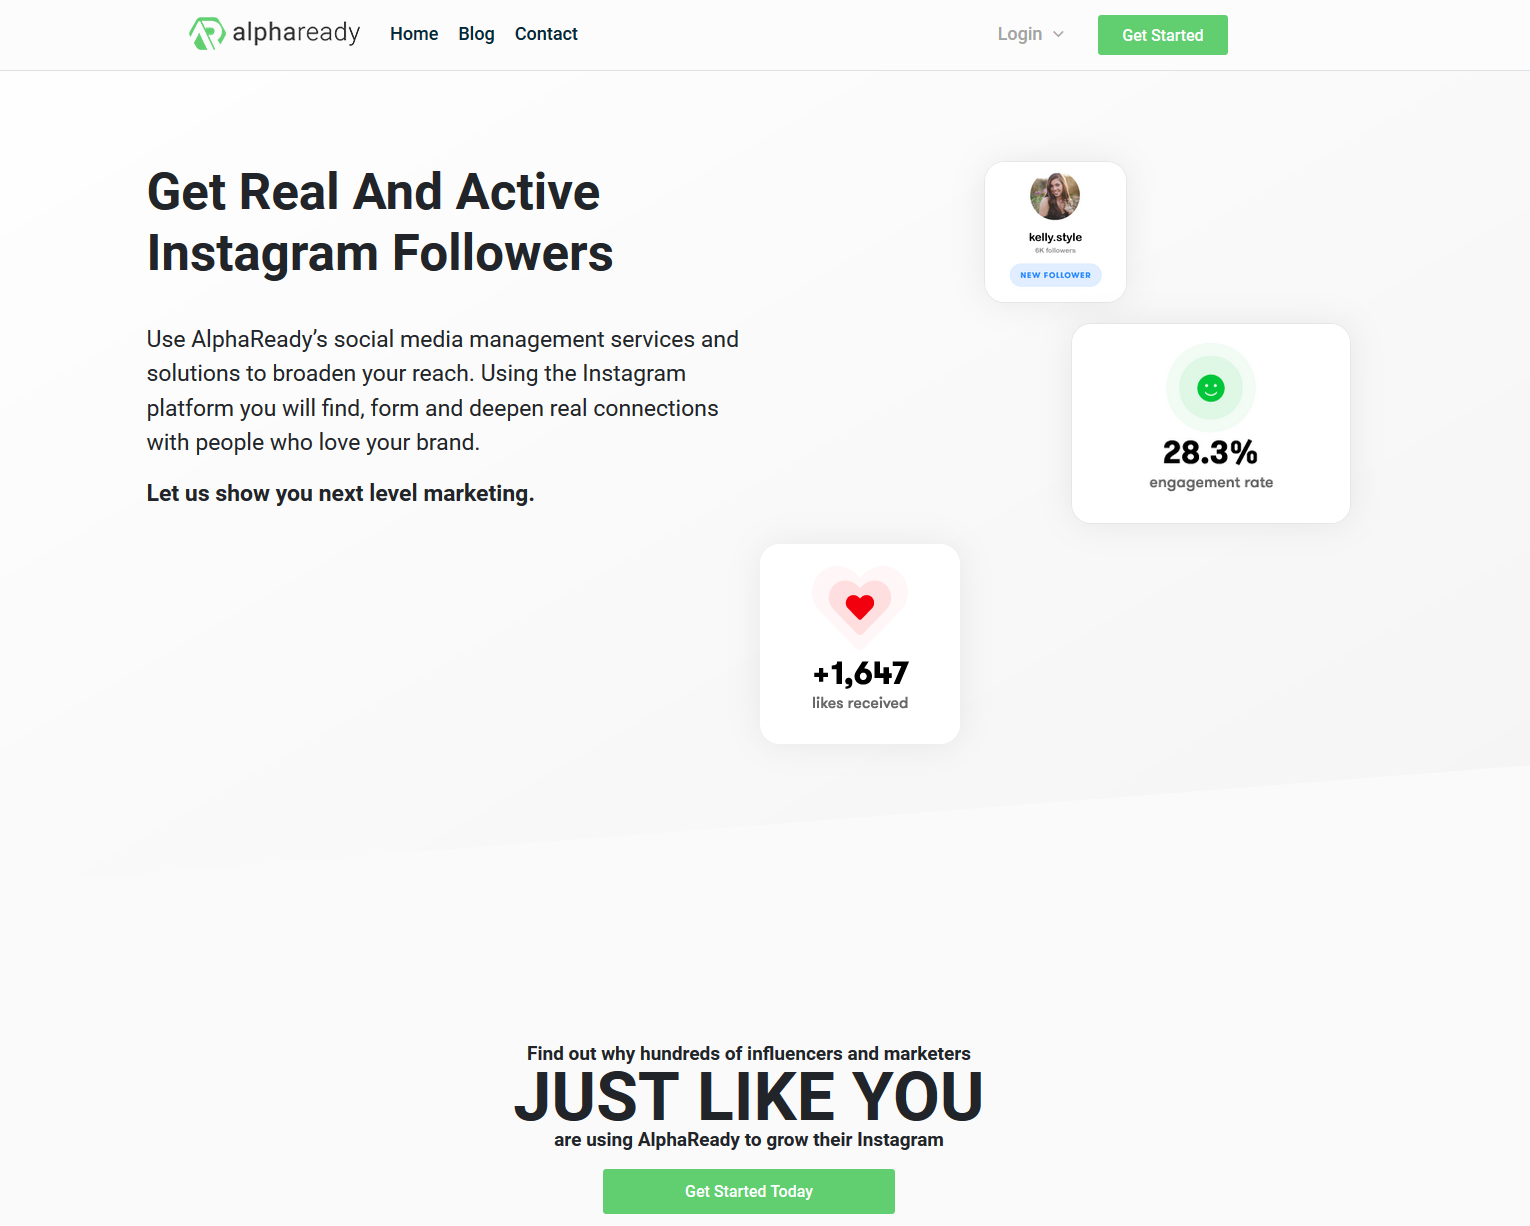 alphaready
Home Blog Contact
Login
Get Started
Get Real And Active
Instagram Followers
Use AlphaReady’s social media management services and
solutions to broaden your reach. Using the Instagram
platform you will find, form and deepen real connections
with people who love your brand.
Let us show you next level marketing.
kelly.style
6K followers
NEW FOLLOWER
28.3%
engagement rate
+1,647
likes received
Find out why hundreds of influencers and marketers
JUST LIKE YOU
are using AlphaReady to grow their Instagram
Get Started Today